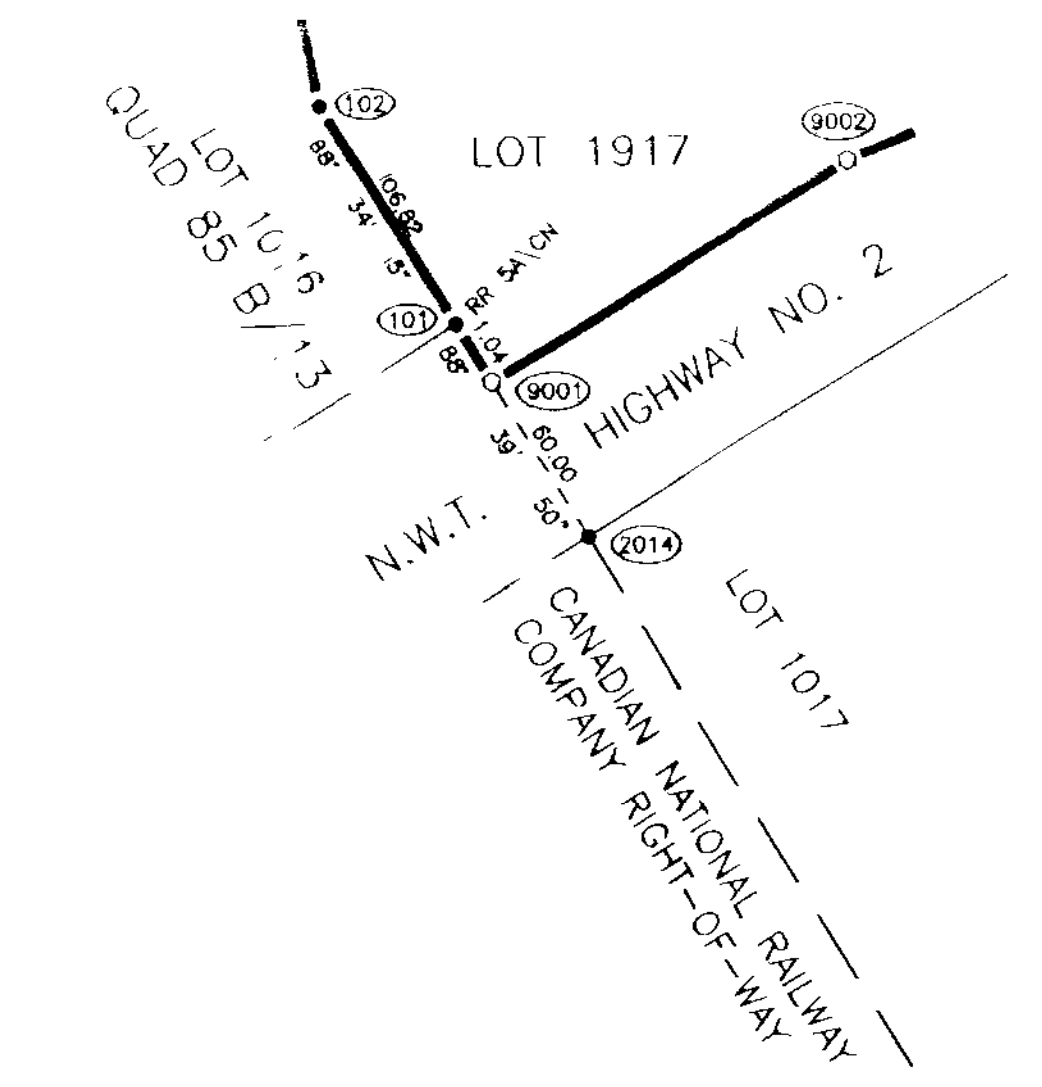 102
9002
LOT 1917
LOT 1016
QUAD 85 B/13
88°
34'
15"
106.82
RR 5A\CN
101
1.04
88°
9001
HIGHWAY NO. 2
39'
60.00
50"
N.W.T.
2014
LOT 1017
CANADIAN NATIONAL RAILWAY
COMPANY RIGHT-OF-WAY